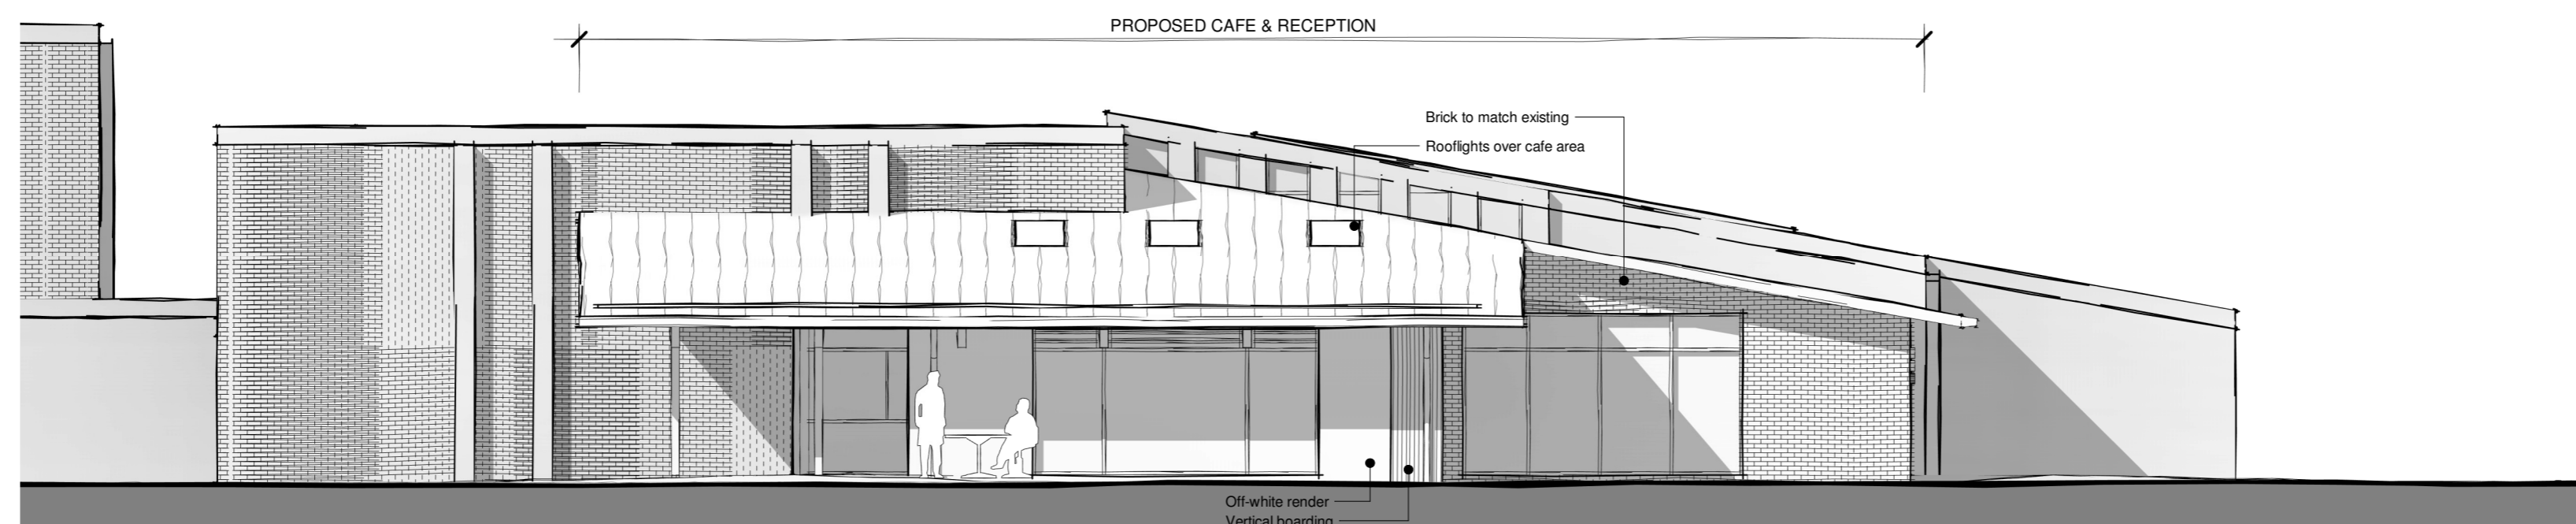 PROPOSED CAFE & RECEPTION
Brick to match existing
Rooflights over cafe area
Off-white render
Vertical boarding